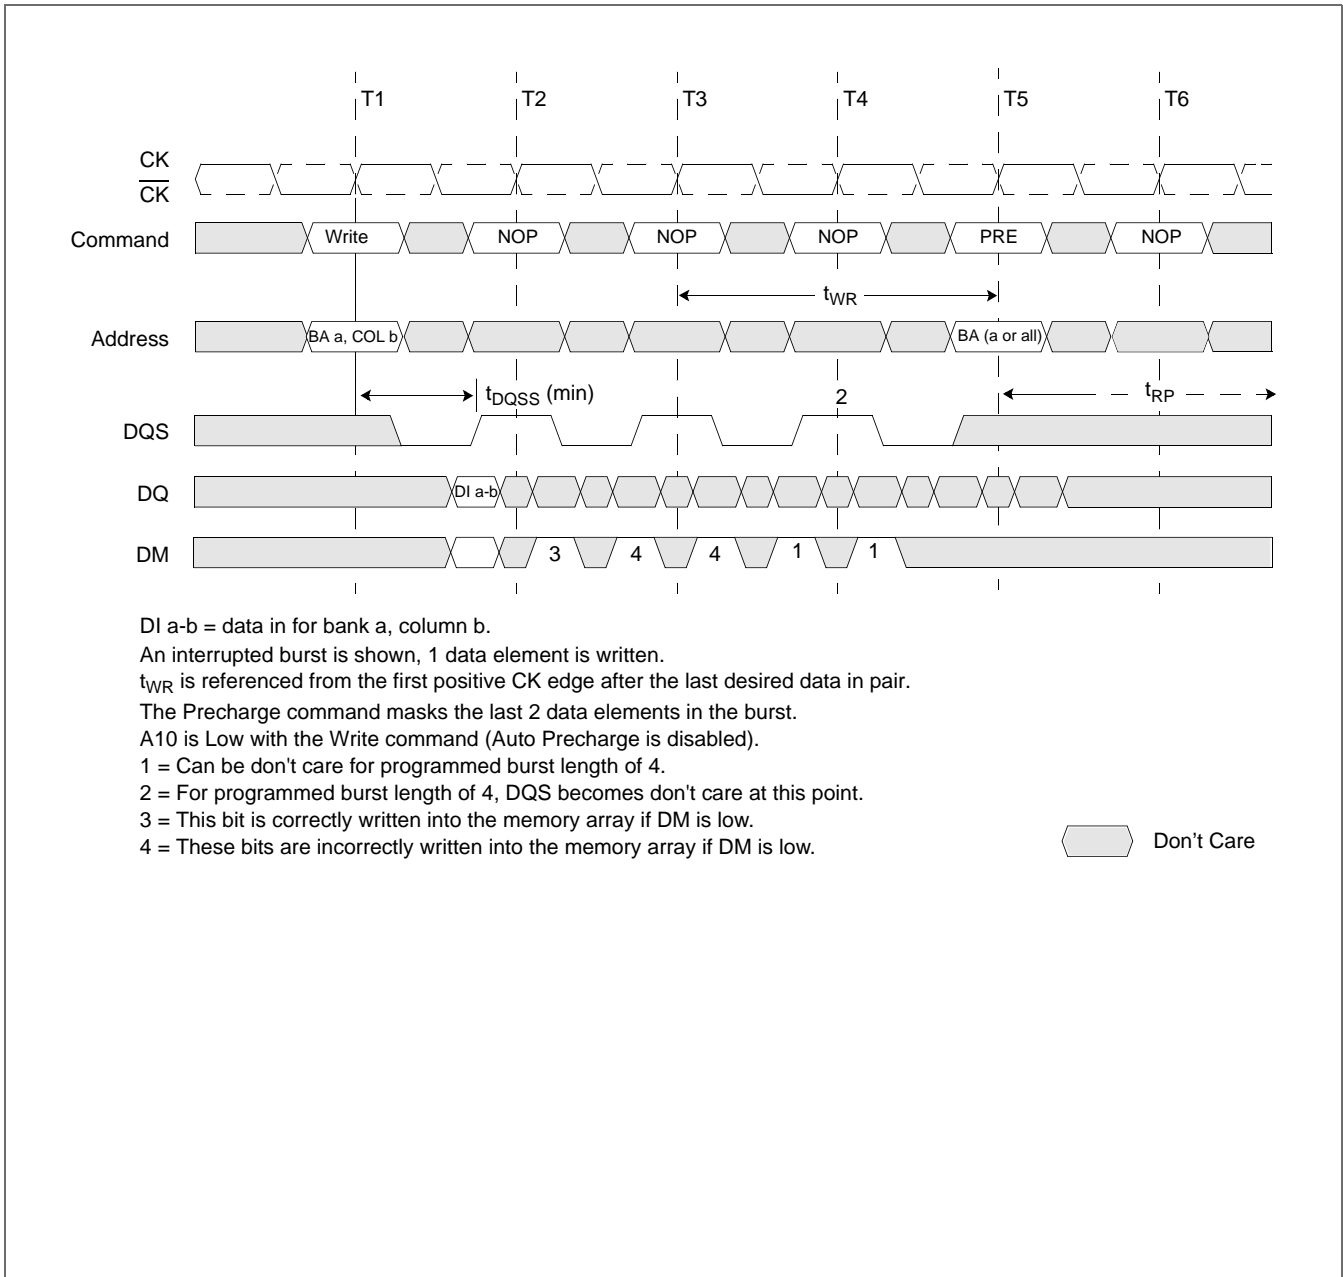 T1 T2 T3 T4 T5 T6
CK
CK
Command Write NOP NOP NOP PRE NOP
tWR
Address BA a, COL b BA (a or all)
tDQSS (min) 2 tRP
DQS
DQ DI a-b
DM 3 4 4 1 1
DI a-b = data in for bank a, column b.
An interrupted burst is shown, 1 data element is written.
tWR is referenced from the first positive CK edge after the last desired data in pair.
The Precharge command masks the last 2 data elements in the burst.
A10 is Low with the Write command (Auto Precharge is disabled).
1 = Can be don't care for programmed burst length of 4.
2 = For programmed burst length of 4, DQS becomes don't care at this point.
3 = This bit is correctly written into the memory array if DM is low.
4 = These bits are incorrectly written into the memory array if DM is low.
Don't Care